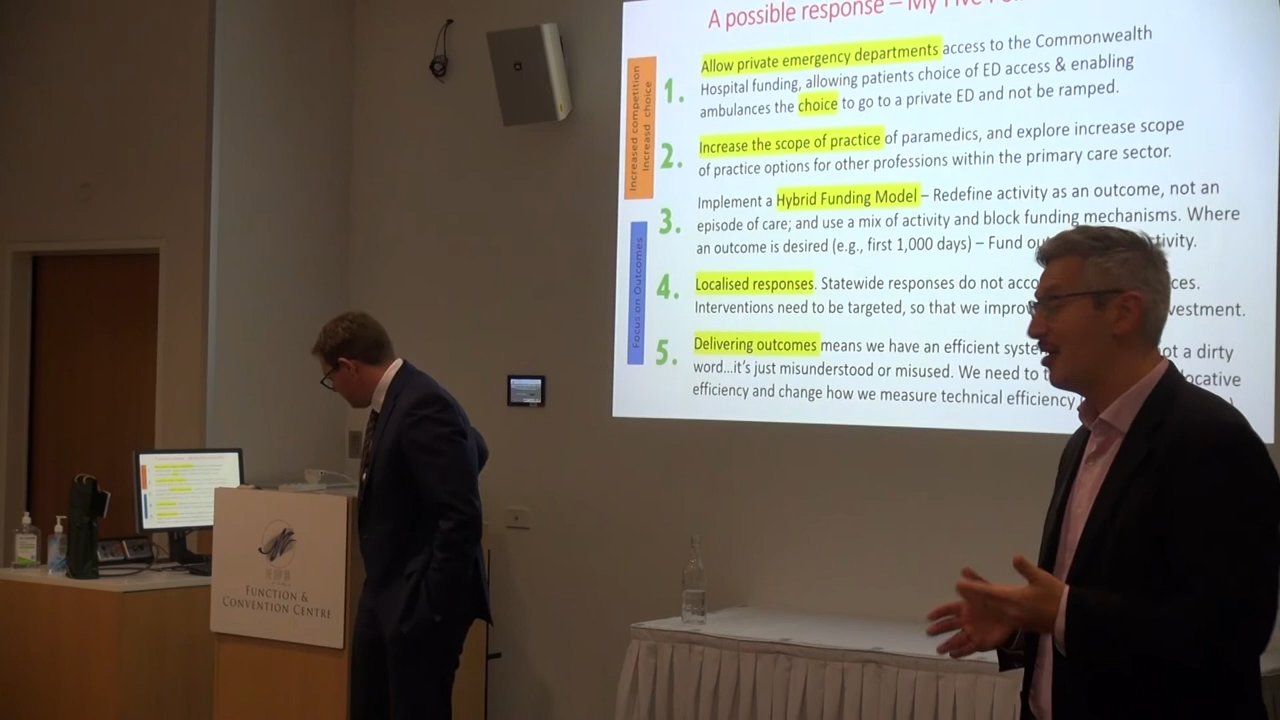 A possible response – My Five
Increased competition
Increasd choice
1.
Allow private emergency departments access to the Commonwealth
Hospital funding, allowing patients choice of ED access & enabling
ambulances the choice to go to a private ED and not be ramped.
2.
Increase the scope of practice of paramedics, and explore increase scope
of practice options for other professions within the primary care sector.
Focus on Outcomes
3.
Implement a Hybrid Funding Model – Redefine activity as an outcome, not an
episode of care; and use a mix of activity and block funding mechanisms. Where
an outcome is desired (e.g., first 1,000 days) – Fund
4.
Localised responses. Statewide responses do not
Interventions need to be targeted, so that we
5.
Delivering outcomes means we have an efficient a dirty
word...it's just misunderstood or misused. We need to
efficiency and change how we measure technical efficiency
FUNCTION &
CONVENTION CENTRE